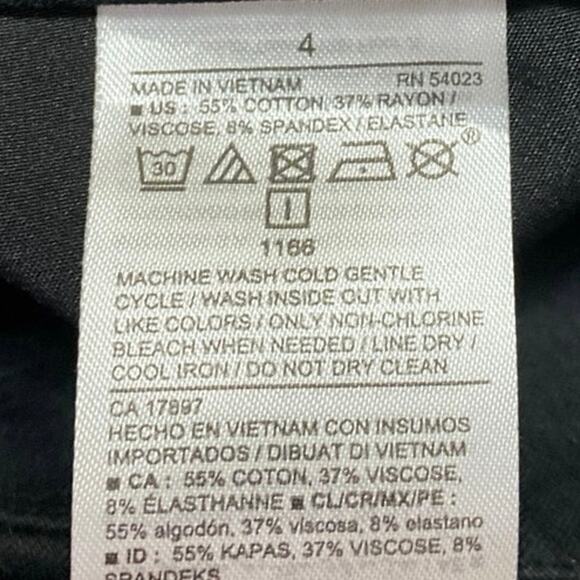 4
MADE IN VIETNAM RN 54023
■ US : 55% COTTON, 37% RAYON /
VISCOSE, 8% SPANDEX / ELASTANE
30
®
1166
MACHINE WASH COLD GENTLE
CYCLE / WASH INSIDE OUT WITH
LIKE COLORS / ONLY NON-CHLORINE
BLEACH WHEN NEEDED / LINE DRY /
COOL IRON / DO NOT DRY CLEAN
CA 17897
HECHO EN VIETNAM CON INSUMOS
IMPORTADOS / DIBUAT DI VIETNAM
■ CA : 55% COTON, 37% VISCOSE,
8% ÉLASTHANNE ■ CL/CR/MX/PE :
55% algodón, 37% viscosa, 8% elastano
■ ID : 55% KAPAS, 37% VISCOSE, 8%
SPANDEKS